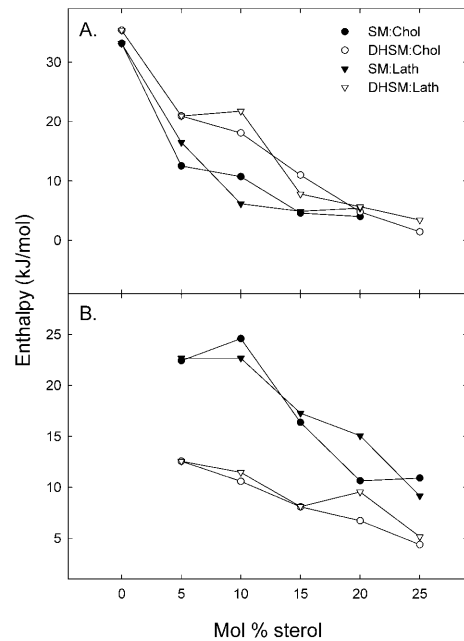 A.
SM:Chol
DHSM:Chol
SM:Lath
DHSM:Lath
30
20
10
0
Enthalpy (kJ/mol)
B.
25
20
15
10
5
0 5 10 15 20 25
Mol % sterol